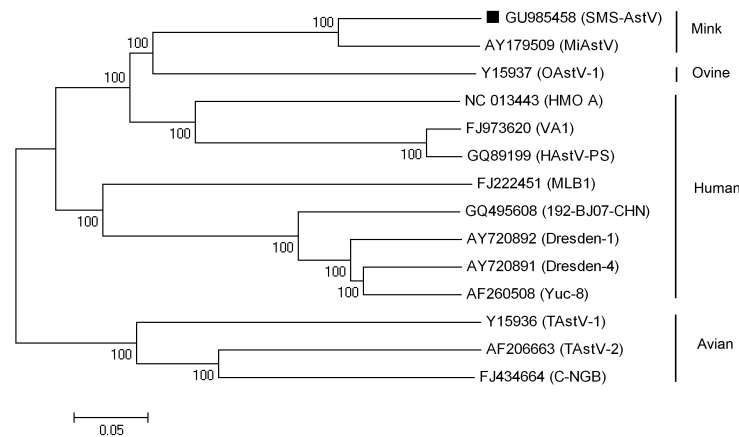 100
GU985458 (SMS-AstV)
Mink
100
AY179509 (MiAstV)
100
Y15937 (OAstV-1)
Ovine
NC 013443 (HMO A)
100
FJ973620 (VA1)
100
GQ89199 (HAstV-PS)
FJ222451 (MLB1)
Human
100
GQ495608 (192-BJ07-CHN)
100
AY720892 (Dresden-1)
100
AY720891 (Dresden-4)
100
AF260508 (Yuc-8)
Y15936 (TAstV-1)
Avian
100
AF206663 (TAstV-2)
100
FJ434664 (C-NGB)
0.05